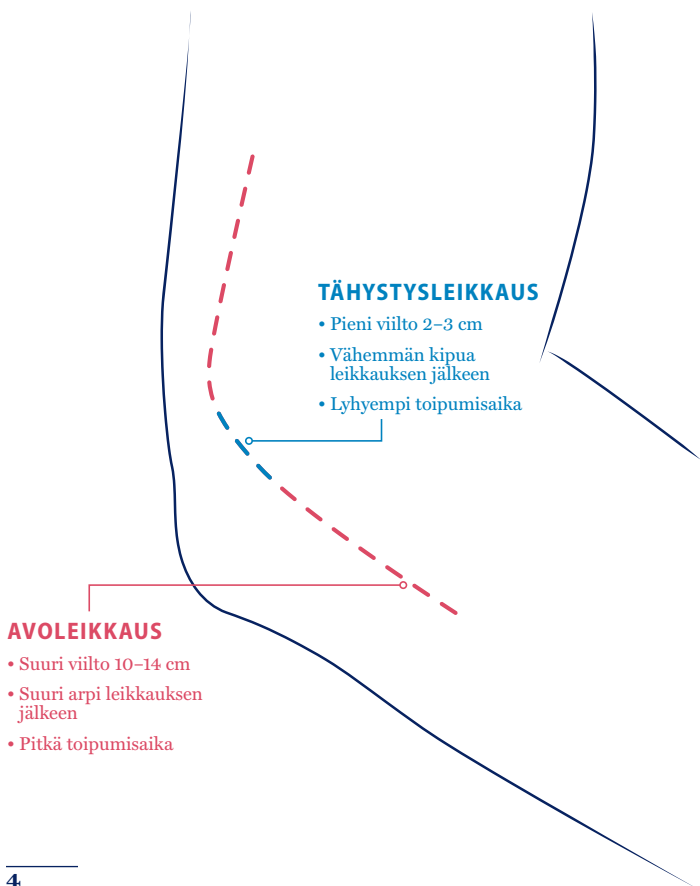 TÄHYSTYSLEIKKAUS
• Pieni viilto 2–3 cm
• Vähemmän kipua
leikkauksen jälkeen
• Lyhyempi toipumisaika
AVOLEIKKAUS
• Suuri viilto 10–14 cm
• Suuri arpi leikkauksen
jälkeen
• Pitkä toipumisaika
4